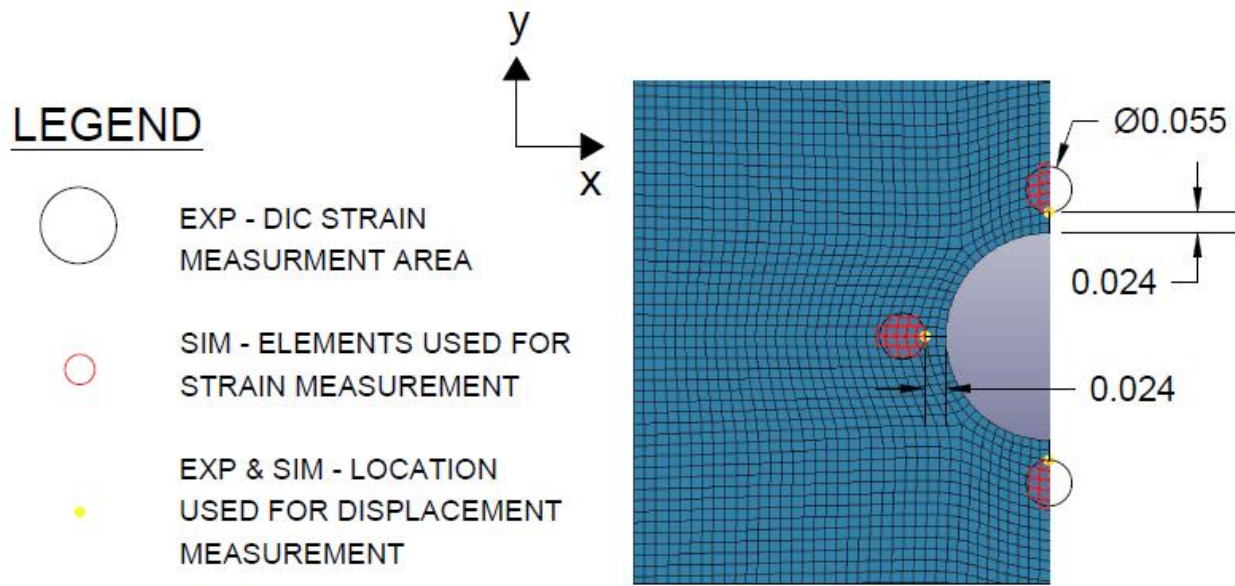 LEGEND
EXP - DIC STRAIN
MEASURMENT AREA
SIM - ELEMENTS USED FOR
STRAIN MEASUREMENT
EXP & SIM - LOCATION
USED FOR DISPLACEMENT
MEASUREMENT
y
x
Ø0.055
0.024
0.024